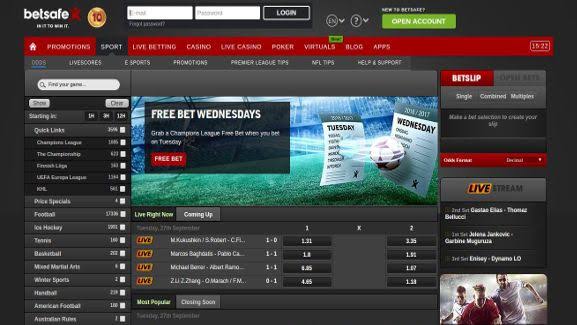 betsafe
IN IT TO WIN IT.
10
E-mail
Password
LOGIN
Forgot password?
EN
?
NEW TO BETSAFE?
OPEN ACCOUNT
PROMOTIONS
SPORT
LIVE BETTING
CASINO
LIVE CASINO
POKER
VIRTUALS
New!
BLOG
APPS
15:22
ODDS
LIVESCORES
E SPORTS
PROMOTIONS
PREMIER LEAGUE TIPS
NFL TIPS
HELP & SUPPORT
Find your game...
Show
Clear
Starting in:
1H
3H
12H
Quick Links
Champions League
The Championship
Finnish Liiga
UEFA Europa League
KHL
Price Specials
4
Football
Ice Hockey
Tennis
Basketball
Mixed Martial Arts
Winter Sports
Handball
American Football
Australian Rules
FREE BET WEDNESDAYS
Grab a Champions League Free Bet when you bet
on Tuesday
FREE BET
2016 / 2017
TUESDAY
2016 / 2017
WEDNESDAY
Live Right Now
Coming Up
Tuesday, 27th September
1
X
2
LIVE
M.Kukushkin / S.Robert - C.Fl...
1 - 0
1.31
3.35
LIVE
Marcos Baghdatis - Pablo Ca...
1 - 1
1.8
1.91
LIVE
Michael Berrer - Albert Ramo...
1 - 1
6.85
1.07
LIVE
Z.Li/ Z.Zhang - O.Marach / F.M...
1 - 0
4.65
1.18
Most Popular
Closing Soon
Tuesday, 27th September
BETSLIP
OPEN BETS
Single
Combined
Multiples
Make a bet selection to create your
slip
Odds Format
Decimal
LIVE STREAM
2nd Set Gastao Elias - Thomaz
Bellucci
1st Set Jelena Jankovic -
Garbine Muguruza
3rd Set Enisey - Dynamo LO